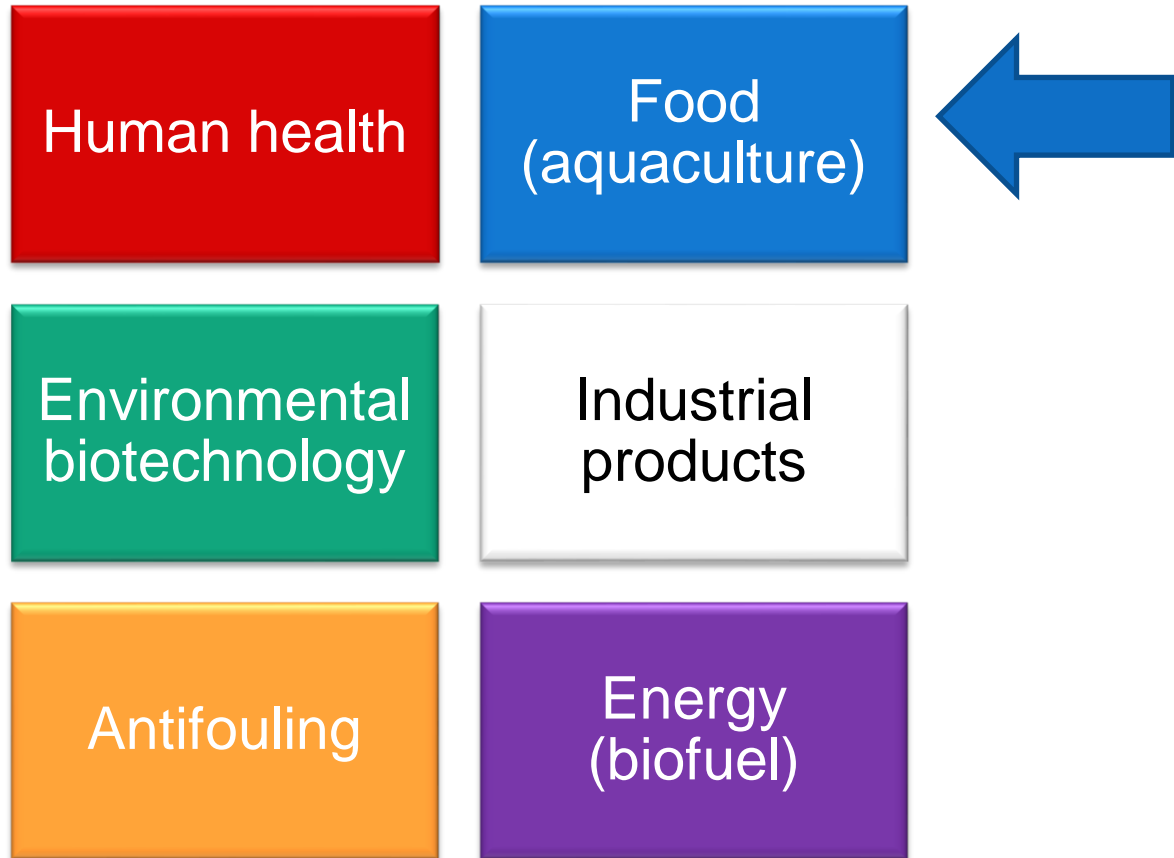 Human health
Food
(aquaculture)
Environmental
biotechnology
Industrial
products
Antifouling
Energy
(biofuel)